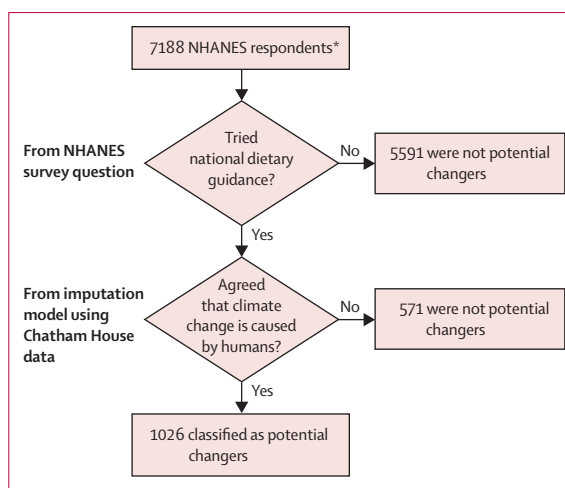 7188 NHANES respondents*
From NHANES
survey question
Tried
national dietary
guidance?
No
5591 were not potential
changers
Yes
From imputation
model using
Chatham House
data
Agreed
that climate
change is caused
by humans?
No
571 were not potential
changers
Yes
1026 classified as potential
changers